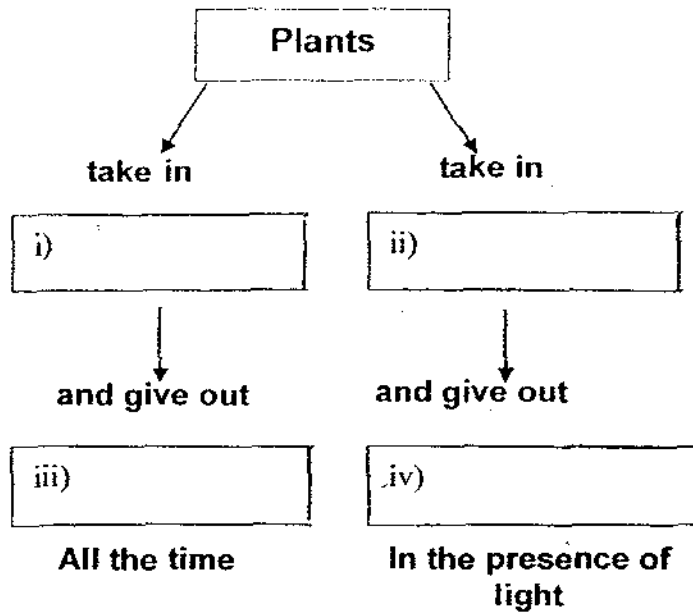 Plants
take in
take in
i)
ii)
and give out
and give out
iii)
iv)
All the time
In the presence of
light